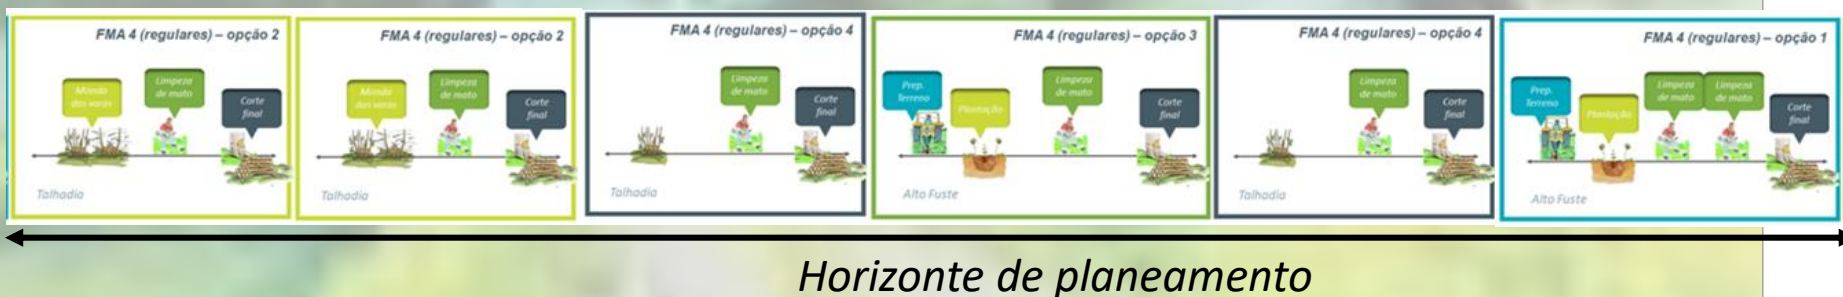 FMA 4 (regulares) – opção 2
Monda
das varas
Limpeza
de mato
Corte
final
Talhadia
FMA 4 (regulares) – opção 2
Monda
das varas
Limpeza
de mato
Corte
final
Talhadia
FMA 4 (regulares) – opção 4
Limpeza
de mato
Corte
final
Talhadia
FMA 4 (regulares) – opção 3
Prep.
Terreno
Plantação
Limpeza
de mato
Corte
final
Alto Fuste
FMA 4 (regulares) – opção 4
Limpeza
de mato
Corte
final
Talhadia
FMA 4 (regulares) – opção 1
Prep.
Terreno
Plantação
Limpeza
de mato
Limpeza
de mato
Corte
final
Alto Fuste
Horizonte de planeamento